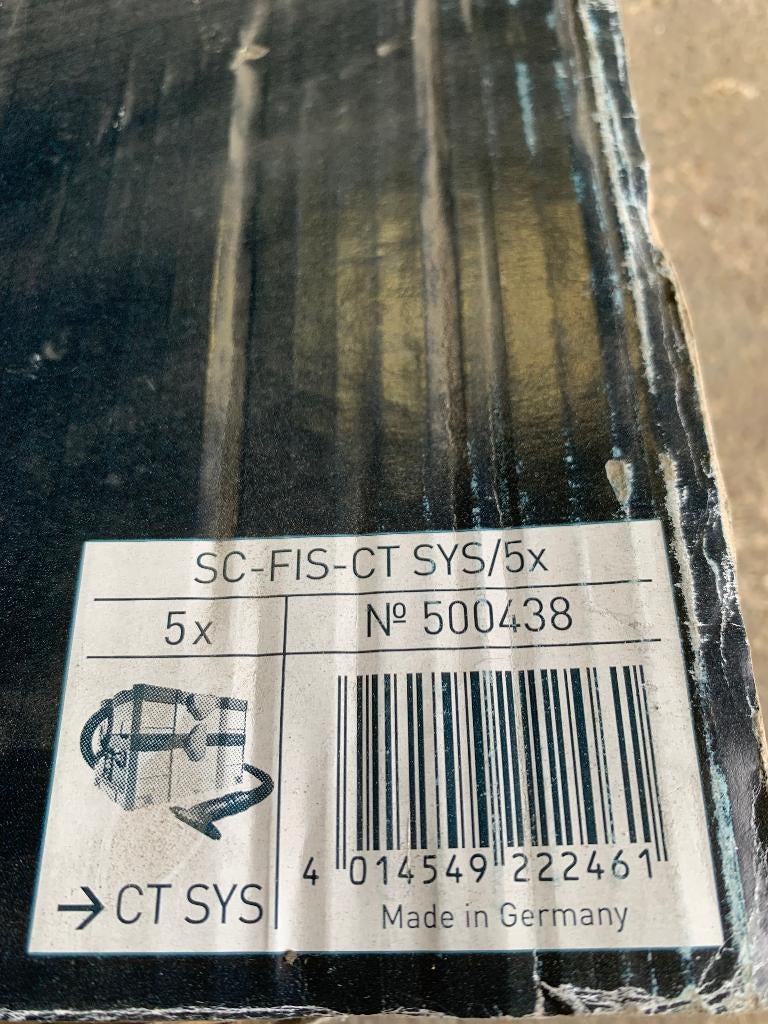 SC-FIS-CT SYS/5x
5x
Nº 500438
4 014549 222461
→ CT SYS
Made in Germany